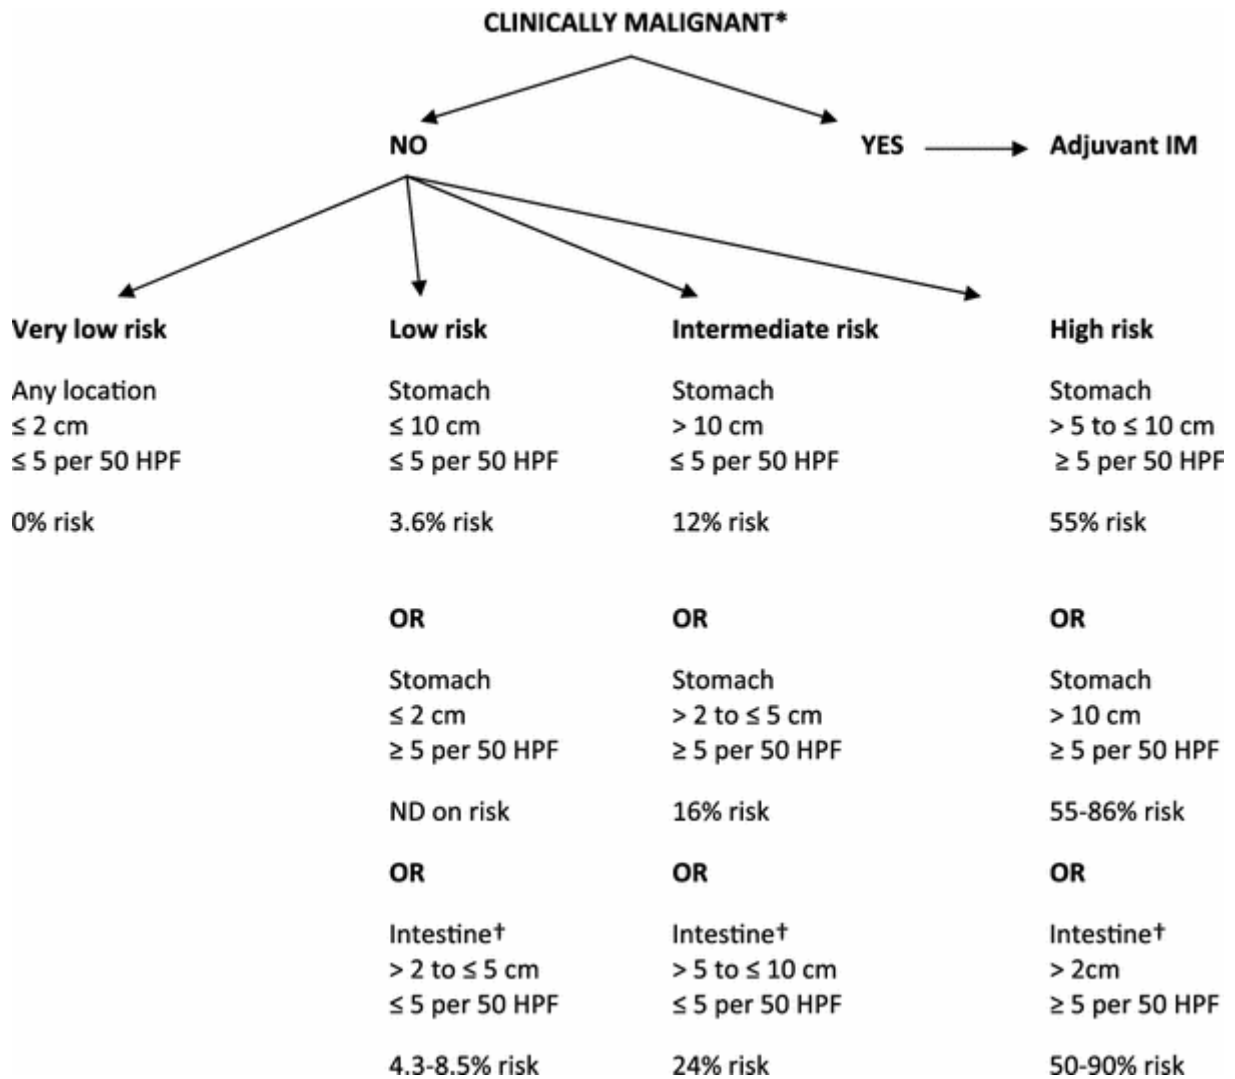 CLINICALLY MALIGNANT*
NO
YES
Adjuvant IM
Very low risk
Any location
≤ 2 cm
≤ 5 per 50 HPF
0% risk
Low risk
Stomach
≤ 10 cm
≤ 5 per 50 HPF
3.6% risk
OR
Stomach
≤ 2 cm
≥ 5 per 50 HPF
ND on risk
OR
Intestine†
> 2 to ≤ 5 cm
≤ 5 per 50 HPF
4.3-8.5% risk
Intermediate risk
Stomach
> 10 cm
≤ 5 per 50 HPF
12% risk
OR
Stomach
> 2 to ≤ 5 cm
≥ 5 per 50 HPF
16% risk
OR
Intestine†
> 5 to ≤ 10 cm
≤ 5 per 50 HPF
24% risk
High risk
Stomach
> 5 to ≤ 10 cm
≥ 5 per 50 HPF
55% risk
OR
Stomach
> 10 cm
≥ 5 per 50 HPF
55-86% risk
OR
Intestine†
> 2cm
≥ 5 per 50 HPF
50-90% risk